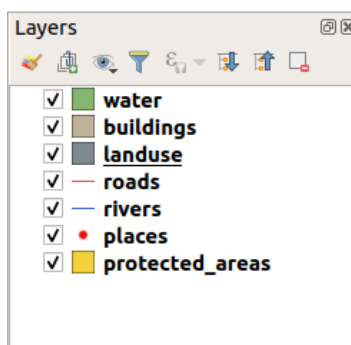 Layers
water
buildings
landuse
roads
rivers
places
protected_areas